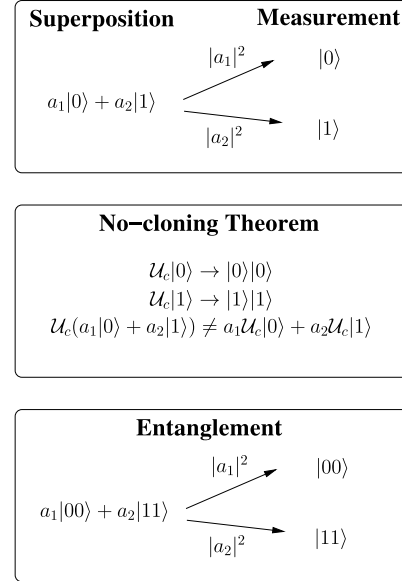 Superposition Measurement
|a₁|²
|0⟩
a₁|0⟩ + a₂|1⟩
|1⟩
|a₂|²
No−cloning Theorem
𝒰c|0⟩ → |0⟩|0⟩
𝒰c|1⟩ → |1⟩|1⟩
𝒰c(a₁|0⟩ + a₂|1⟩) ≠ a₁𝒰c|0⟩ + a₂𝒰c|1⟩
Entanglement
|a₁|²
|00⟩
a₁|00⟩ + a₂|11⟩
|11⟩
|a₂|²